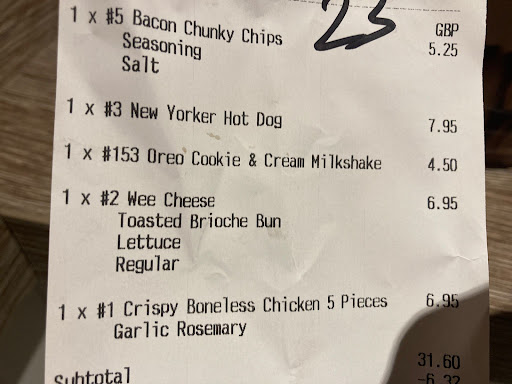 23
1 x #5 Bacon Chunky Chips GBP 5.25
Seasoning
Salt
1 x #3 New Yorker Hot Dog 7.95
1 x #153 Oreo Cookie & Cream Milkshake 4.50
1 x #2 Wee Cheese 6.95
Toasted Brioche Bun
Lettuce
Regular
1 x #1 Crispy Boneless Chicken 5 Pieces 6.95
Garlic Rosemary
31.60
Subtotal -6.32